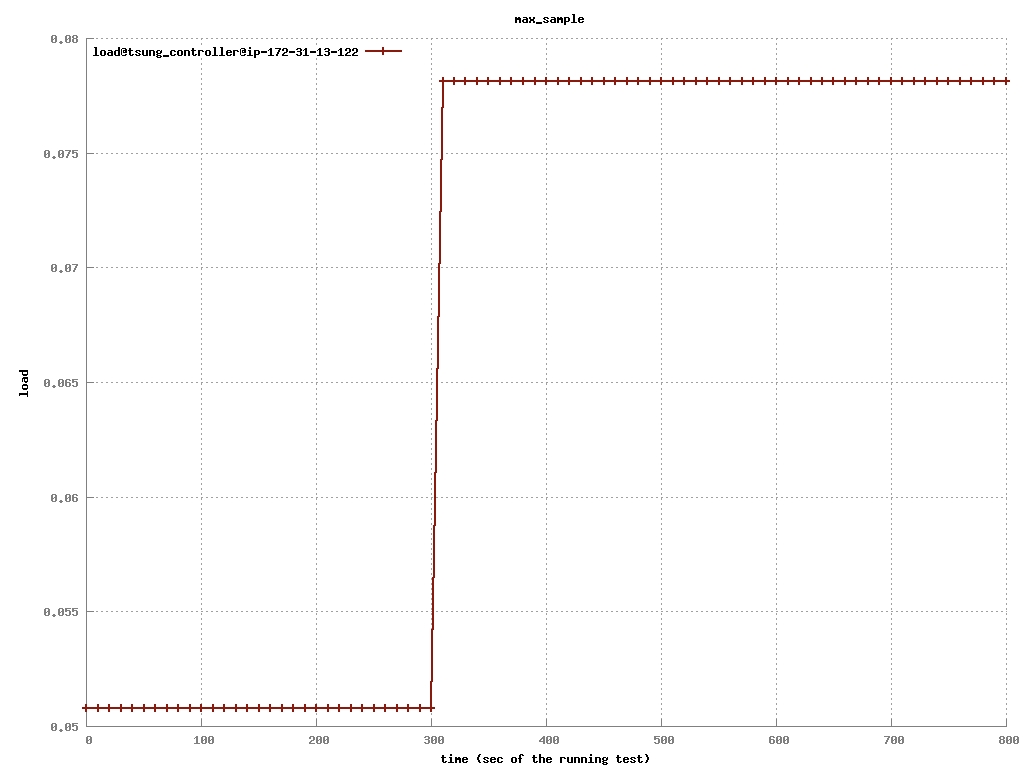 max_sample
load@tsung_controller@ip-172-31-13-122
0.08
0.075
0.07
0.065
0.06
0.055
0.05
load
0 100 200 300 400 500 600 700 800
time (sec of the running test)